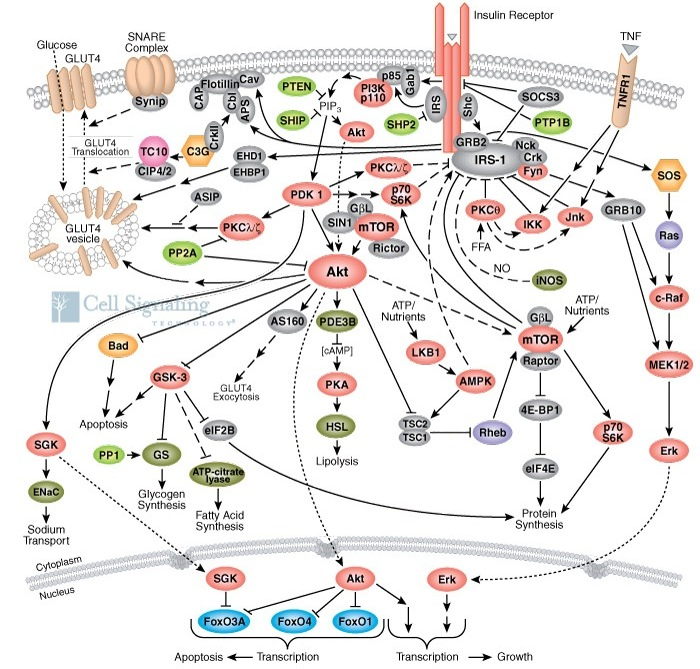 Insulin Receptor
TNF
Glucose
GLUT4
SNARE
Complex
Synip
CAP
Flotillin
Cav
Cbl
APS
CrkII
C3G
TC10
CIP4/2
GLUT4
Translocation
PTEN
PIP3
SHIP
Akt
PI3K
p110
p85
Gab1
SHP2
IRS
Shc
SOCS3
PTP1B
TNFR1
GRB2
IRS-1
Nck
Crk
Fyn
SOS
EHD1
EHBP1
ASIP
GLUT4
vesicle
PKCλ/ζ
PP2A
PDK 1
PKCλ/ζ
p70
S6K
GβL
SIN1
mTOR
Rictor
PKCθ
FFA
IKK
Jnk
GRB10
Ras
c-Raf
MEK1/2
Erk
NO
iNOS
Akt
Cell Signaling
TECHNOLOGY®
Bad
AS160
PDE3B
[cAMP]
GLUT4
Exocytosis
PKA
HSL
Lipolysis
ATP/
Nutrients
LKB1
AMPK
TSC2
TSC1
Rheb
GβL
mTOR
Raptor
ATP/
Nutrients
4E-BP1
eIF4E
p70
S6K
Protein
Synthesis
GSK-3
Apoptosis
eIF2B
PP1
GS
Glycogen
Synthesis
ATP-citrate
lyase
Fatty Acid
Synthesis
SGK
ENaC
Sodium
Transport
Cytoplasm
Nucleus
SGK
Akt
Erk
FoxO3A
FoxO4
FoxO1
Apoptosis
Transcription
Transcription
Growth